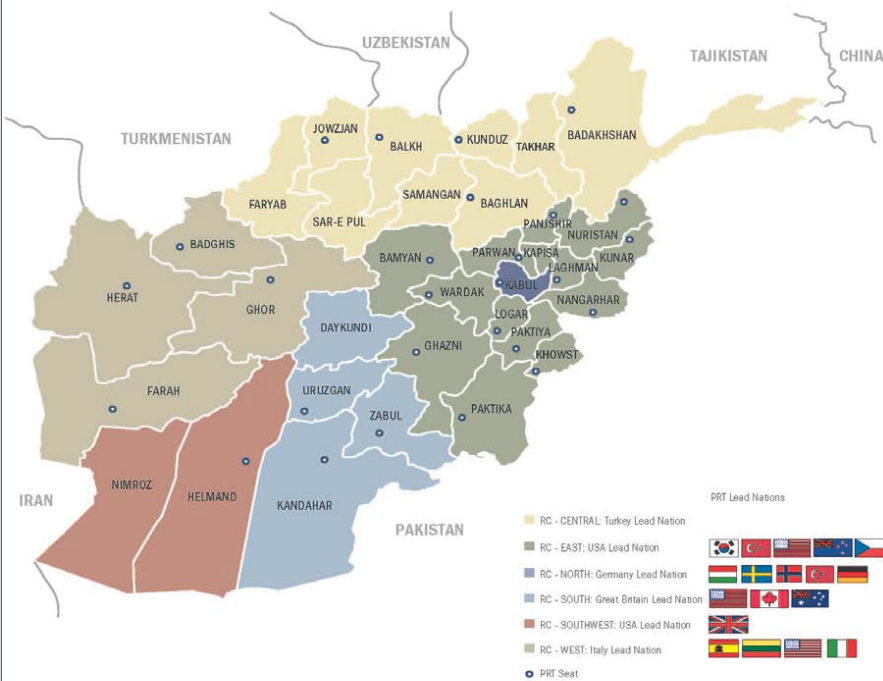 UZBEKISTAN
TAJIKISTAN
CHINA
TURKMENISTAN
JOWZJAN
BALKH
KUNDUZ
TAKHAR
BADAKHSHAN
FARYAB
SAMANGAN
BAGHLAN
SAR-E PUL
PANJSHIR
NURISTAN
BADGHIS
BAMYAN
PARWAN
KAPISA
KUNAR
LAGHMAN
HERAT
GHOR
WARDAK
KABUL
NANGARHAR
LOGAR
DAYKUNDI
PAKTIYA
GHAZNI
KHOWST
FARAH
URUZGAN
ZABUL
PAKTIKA
NIMROZ
HELMAND
KANDAHAR
IRAN
PAKISTAN
PRT Lead Nations
RC - CENTRAL: Turkey Lead Nation
RC - EAST: USA Lead Nation
RC - NORTH: Germany Lead Nation
RC - SOUTH: Great Britain Lead Nation
RC - SOUTHWEST: USA Lead Nation
RC - WEST: Italy Lead Nation
PRT Seat